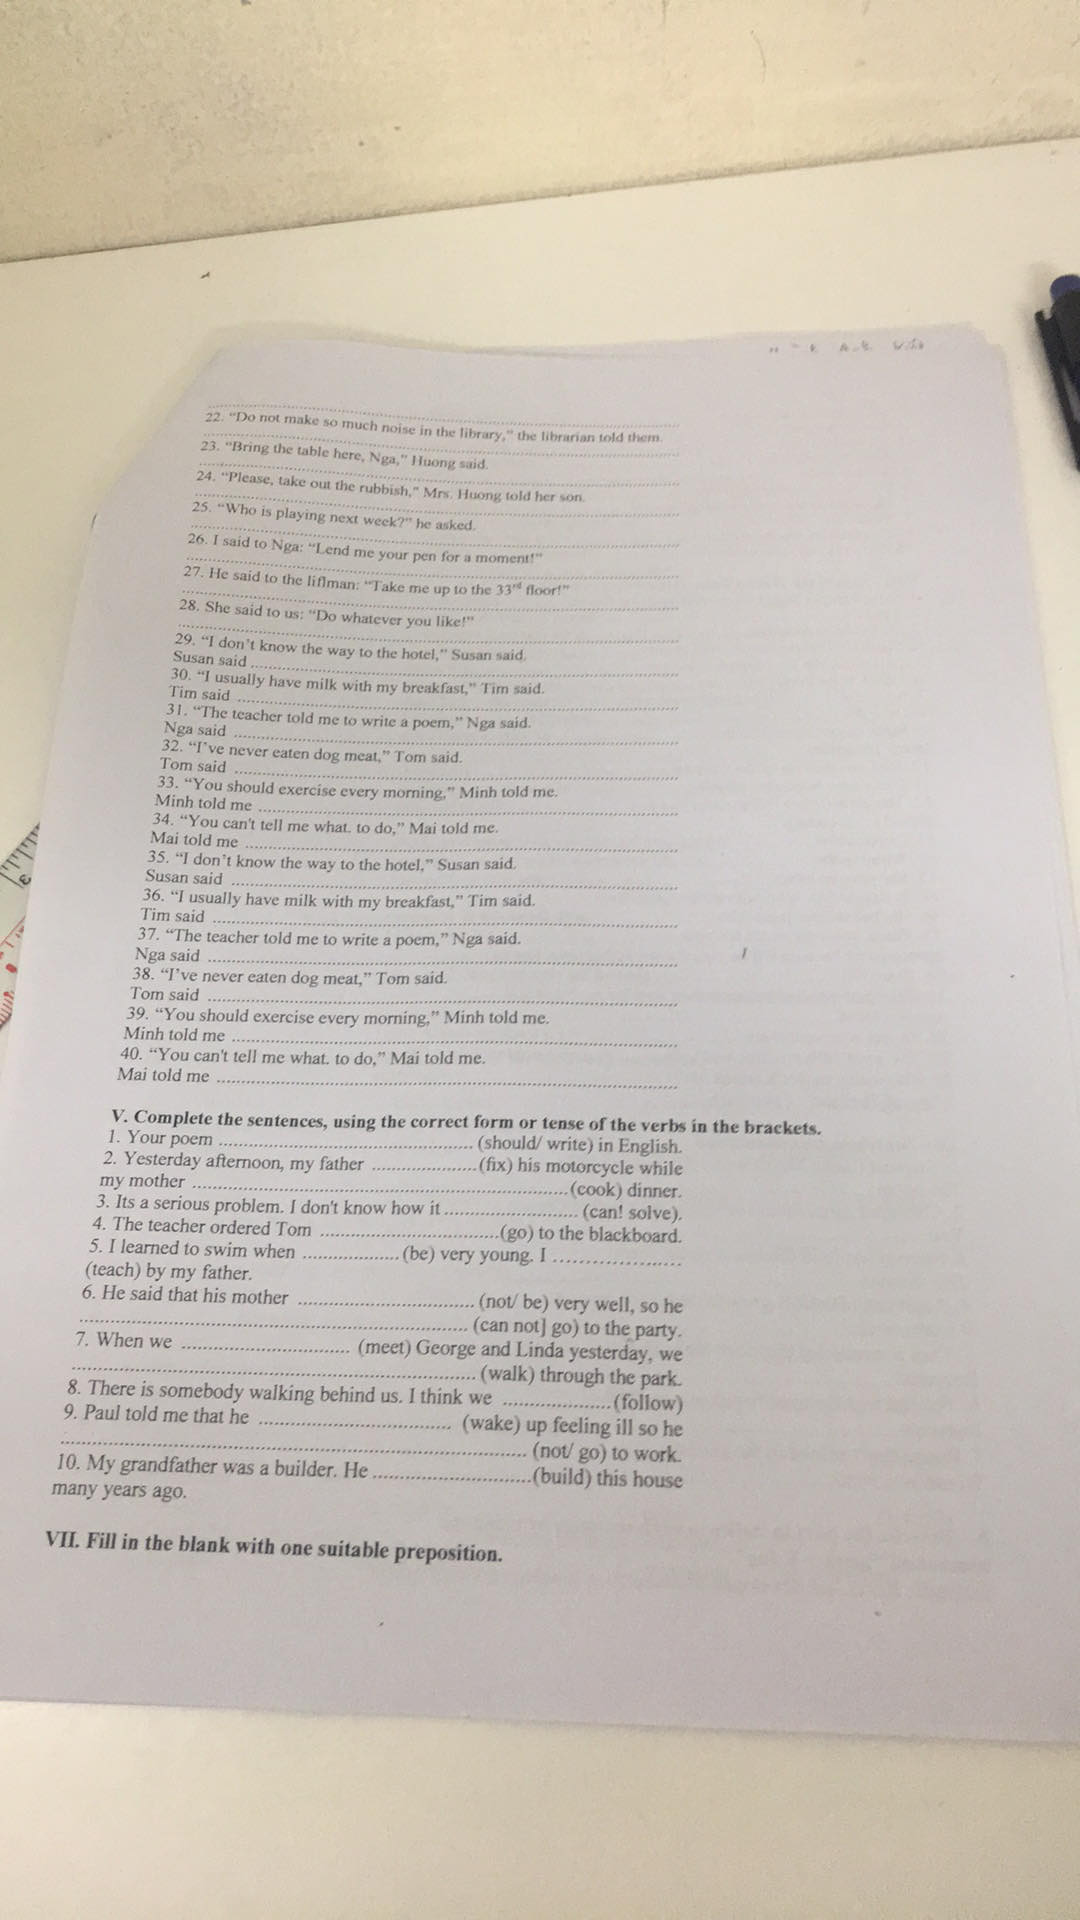 22. “Do not make so much noise in the library,” the librarian told them.
23. “Bring the table here, Nga,” Huong said.
24. “Please, take out the rubbish,” Mrs. Huong told her son.
25. “Who is playing next week?” he asked.
26. I said to Nga: “Lend me your pen for a moment!”
27. He said to the liflman: “Take me up to the 33rd floor!”
28. She said to us: “Do whatever you like!”
29. “I don’t know the way to the hotel,” Susan said.
Susan said ..........
30. “I usually have milk with my breakfast,” Tim said.
Tim said ..........
31. “The teacher told me to write a poem,” Nga said.
Nga said ..........
32. “I’ve never eaten dog meat,” Tom said.
Tom said ..........
33. “You should exercise every morning,” Minh told me.
Minh told me ..........
34. “You can't tell me what. to do,” Mai told me.
Mai told me ..........
35. “I don’t know the way to the hotel,” Susan said.
Susan said ..........
36. “I usually have milk with my breakfast,” Tim said.
Tim said ..........
37. “The teacher told me to write a poem,” Nga said.
Nga said ..........
38. “I’ve never eaten dog meat,” Tom said.
Tom said ..........
39. “You should exercise every morning,” Minh told me.
Minh told me ..........
40. “You can't tell me what. to do,” Mai told me.
Mai told me ..........
V. Complete the sentences, using the correct form or tense of the verbs in the brackets.
1. Your poem .......... (should/ write) in English.
2. Yesterday afternoon, my father .......... (fix) his motorcycle while
my mother .......... (cook) dinner.
3. Its a serious problem. I don't know how it .......... (can! solve).
4. The teacher ordered Tom .......... (go) to the blackboard.
5. I learned to swim when .......... (be) very young. I ..........
(teach) by my father.
6. He said that his mother .......... (not/ be) very well, so he
.......... (can not] go) to the party.
7. When we .......... (meet) George and Linda yesterday, we
.......... (walk) through the park.
8. There is somebody walking behind us. I think we .......... (follow)
9. Paul told me that he .......... (wake) up feeling ill so he
.......... (not/ go) to work.
10. My grandfather was a builder. He .......... (build) this house
many years ago.
VII. Fill in the blank with one suitable preposition.